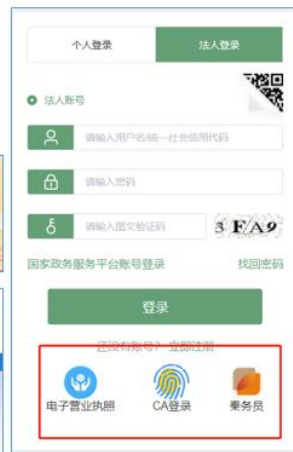 个人登录
法人登录
法人账号
请输入用户名/统一社会信用代码
请输入密码
请输入图文验证码
3 F A 9
国家政务服务平台账号登录
找回密码
登录
还没有账号? 立即注册
电子营业执照
CA登录
秦务员